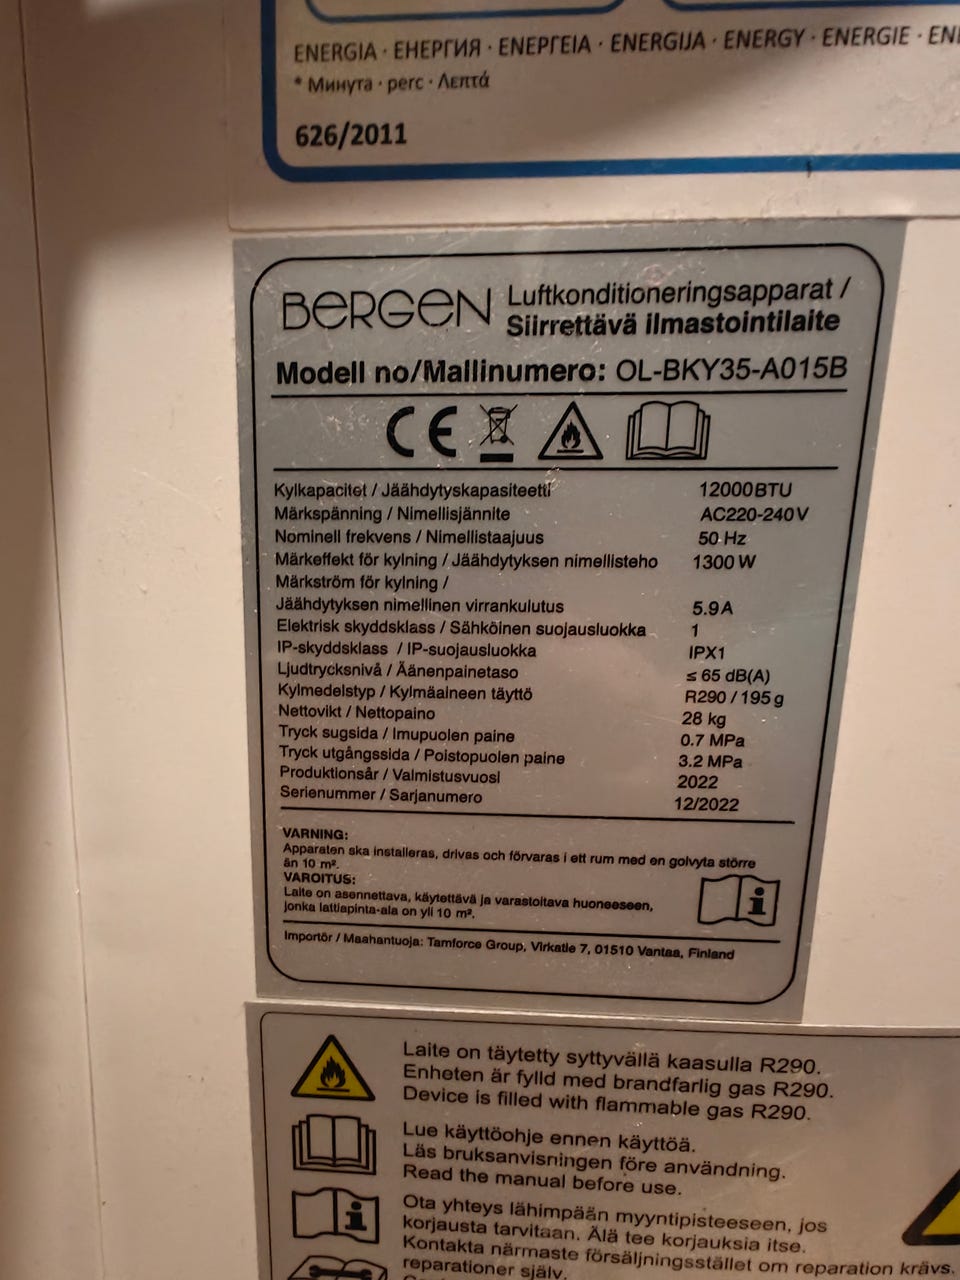 ENERGIA · ЕНЕРГИЯ · ΕΝΕΡΓΕΙΑ · ENERGIJA · ENERGY · ENERGIE ·
* Минута · perc · Λεπτά
626/2011
BERGEN
Luftkonditioneringsapparat /
Siirrettävä ilmastointilaite
Modell no/Mallinumero: OL-BKY35-A015B
CE
Kylkapacitet / Jäähdytyskapasiteetti 12000BTU
Märkspänning / Nimellisjännite AC220-240V
Nominell frekvens / Nimellistaajuus 50 Hz
Märkeffekt för kylning / Jäähdytyksen nimellisteho 1300 W
Märkström för kylning /
Jäähdytyksen nimellinen virrankulutus 5.9A
Elektrisk skyddsklass / Sähköinen suojausluokka 1
IP-skyddsklass / IP-suojausluokka IPX1
Ljudtrycksnivå / Äänenpainetaso ≤ 65 dB(A)
Kylmedelstyp / Kylmäaineen täyttö R290 / 195 g
Nettovikt / Nettopaino 28 kg
Tryck sugsida / Imupuolen paine 0.7 MPa
Tryck utgångssida / Poistopuolen paine 3.2 MPa
Produktionsår / Valmistusvuosi 2022
Serienummer / Sarjanumero 12/2022
VARNING:
Apparaten ska installeras, drivas och förvaras i ett rum med en golvyta större
än 10 m².
VAROITUS:
Laite on asennettava, käytettävä ja varastoitava huoneeseen,
jonka lattiapinta-ala on yli 10 m².
Importör / Maahantuoja: Tamforce Group, Virkatie 7, 01510 Vantaa, Finland
Laite on täytetty syttyvällä kaasulla R290.
Enheten är fylld med brandfarlig gas R290.
Device is filled with flammable gas R290.
Lue käyttöohje ennen käyttöä.
Läs bruksanvisningen före användning.
Read the manual before use.
Ota yhteys lähimpään myyntipisteeseen, jos
korjausta tarvitaan. Älä tee korjauksia itse.
Kontakta närmaste försäljningsstället om reparation krävs.
reparationer själv.